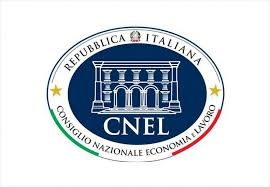 REPUBBLICA ITALIANA
CNEL
CONSIGLIO NAZIONALE ECONOMIA e LAVORO